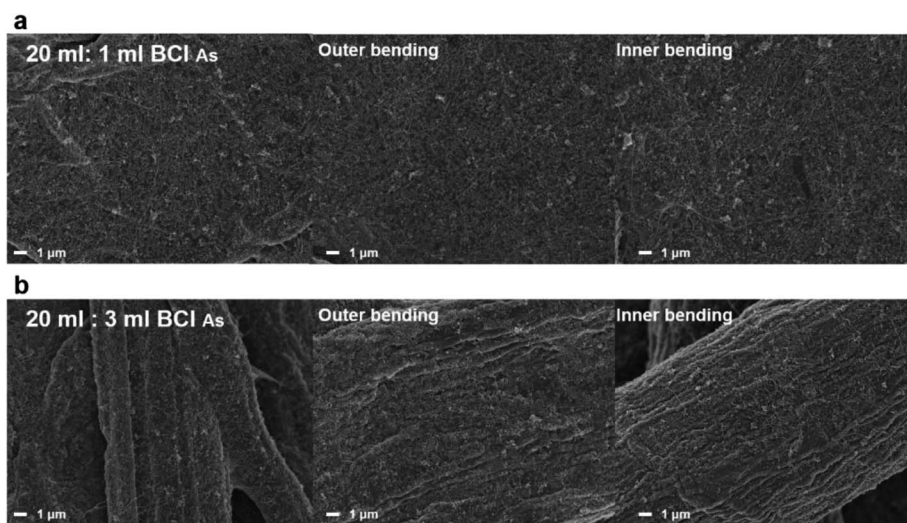 a
20 ml: 1 ml BCI As
Outer bending
Inner bending
1 µm
1 µm
1 µm
b
20 ml : 3 ml BCI As
Outer bending
Inner bending
1 µm
1 µm
1 µm